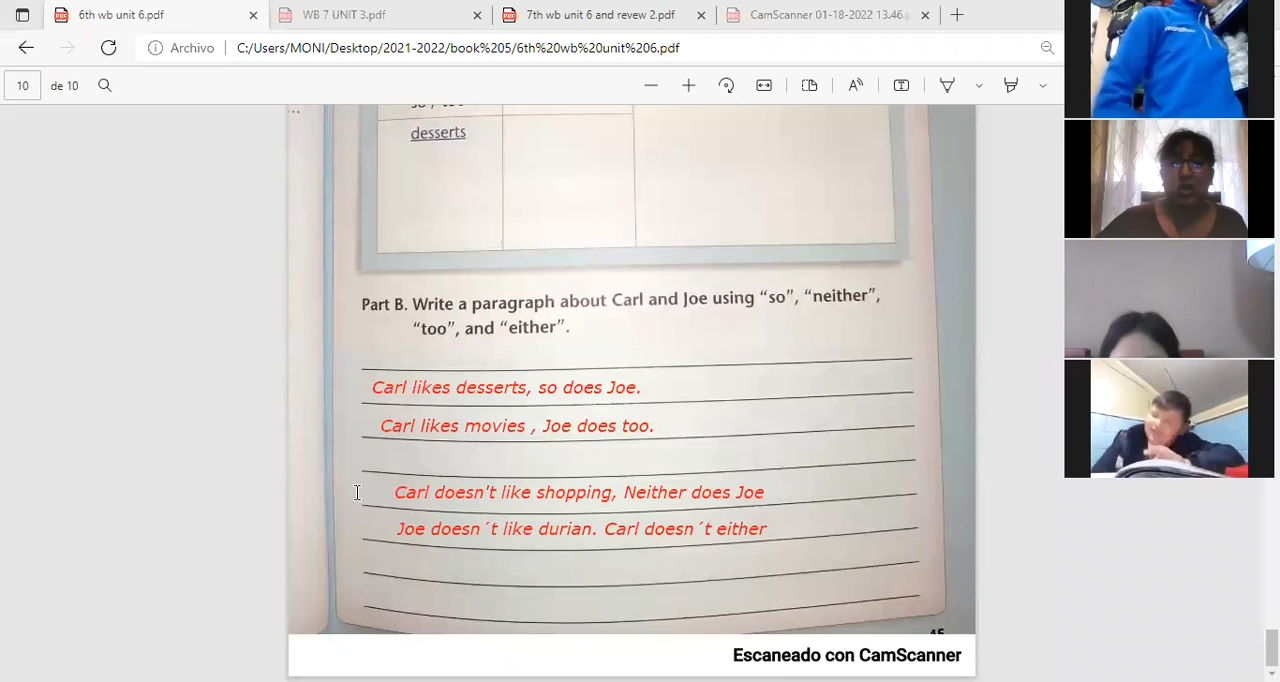 6th wb unit 6.pdf
WB 7 UNIT 3.pdf
7th wb unit 6 and revew 2.pdf
CamScanner 01-18-2022 13.46.p
Archivo
C:/Users/MONI/Desktop/2021-2022/book%205/6th%20wb%20unit%206.pdf
10
de 10
desserts
Part B. Write a paragraph about Carl and Joe using “so”, “neither”,
“too”, and “either”.
Carl likes desserts, so does Joe.
Carl likes movies , Joe does too.
Carl doesn't like shopping, Neither does Joe
Joe doesn´t like durian. Carl doesn´t either
Escaneado con CamScanner